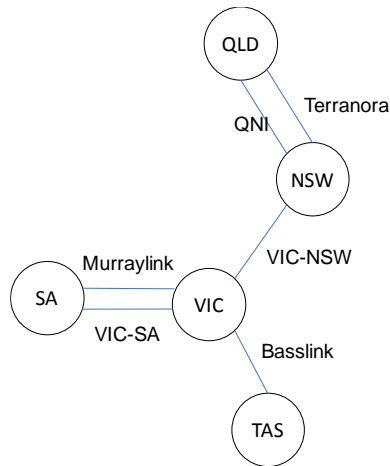 QLD
Terranora
QNI
NSW
VIC-NSW
Murraylink
SA
VIC
VIC-SA
Basslink
TAS